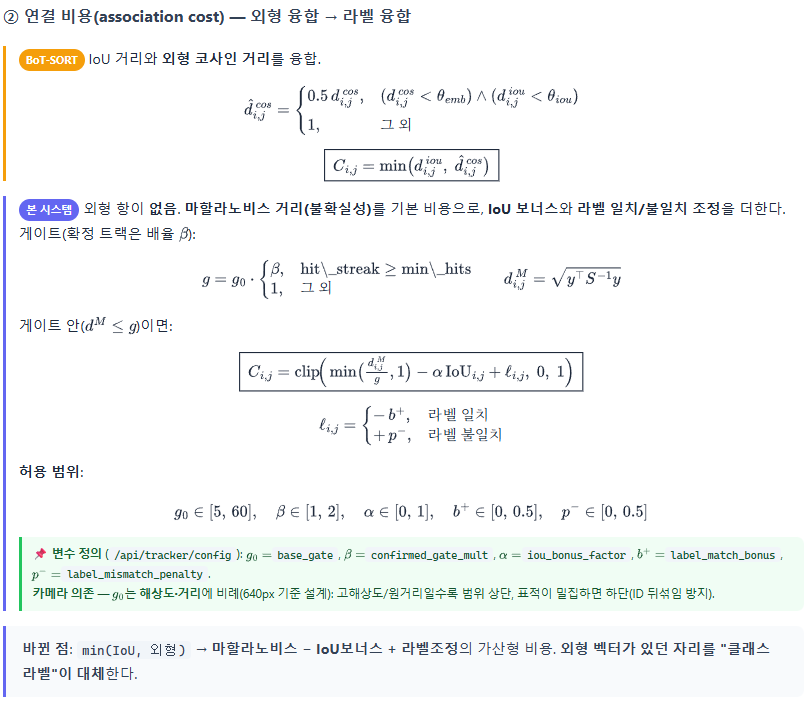 ② 연결 비용(association cost) — 외형 융합 → 라벨 융합
BoT-SORT IoU 거리와 외형 코사인 거리를 융합.
$\hat{d}^{cos}_{i,j} = \begin{cases} 0.5\,d^{cos}_{i,j}, & (d^{cos}_{i,j} < \theta_{emb}) \wedge (d^{iou}_{i,j} < \theta_{iou}) \\ 1, & \text{그 외} \end{cases}$
$C_{i,j} = \min(d^{iou}_{i,j},\ \hat{d}^{cos}_{i,j})$
본 시스템 외형 항이 없음. 마할라노비스 거리(불확실성)를 기본 비용으로, IoU 보너스와 라벨 일치/불일치 조정을 더한다.
게이트(확정 트랙은 배율 β):
$g = g_0 \cdot \begin{cases} \beta, & \text{hit\\_streak} \geq \text{min\\_hits} \\ 1, & \text{그 외} \end{cases} \qquad d^{M}_{i,j} = \sqrt{y^\top S^{-1} y}$
게이트 안($d^M \leq g$)이면:
$C_{i,j} = \text{clip}\left(\min\left(\frac{d^M_{i,j}}{g}, 1\right) - \alpha\,\text{IoU}_{i,j} + \ell_{i,j},\ 0,\ 1\right)$
$\ell_{i,j} = \begin{cases} -b^+, & \text{라벨 일치} \\ +p^-, & \text{라벨 불일치} \end{cases}$
허용 범위:
$g_0 \in [5, 60], \quad \beta \in [1, 2], \quad \alpha \in [0, 1], \quad b^+ \in [0, 0.5], \quad p^- \in [0, 0.5]$
📌 변수 정의 ( /api/tracker/config ): $g_0$ = base_gate , $\beta$ = confirmed_gate_mult , $\alpha$ = iou_bonus_factor , $b^+$ = label_match_bonus ,
$p^-$ = label_mismatch_penalty .
카메라 의존 — $g_0$는 해상도·거리에 비례(640px 기준 설계): 고해상도/원거리일수록 범위 상단, 표적이 밀집하면 하단(ID 뒤섞임 방지).
바뀐 점: min(IoU, 외형) → 마할라노비스 − IoU보너스 + 라벨조정의 가산형 비용. 외형 벡터가 있던 자리를 "클래스
라벨"이 대체한다.